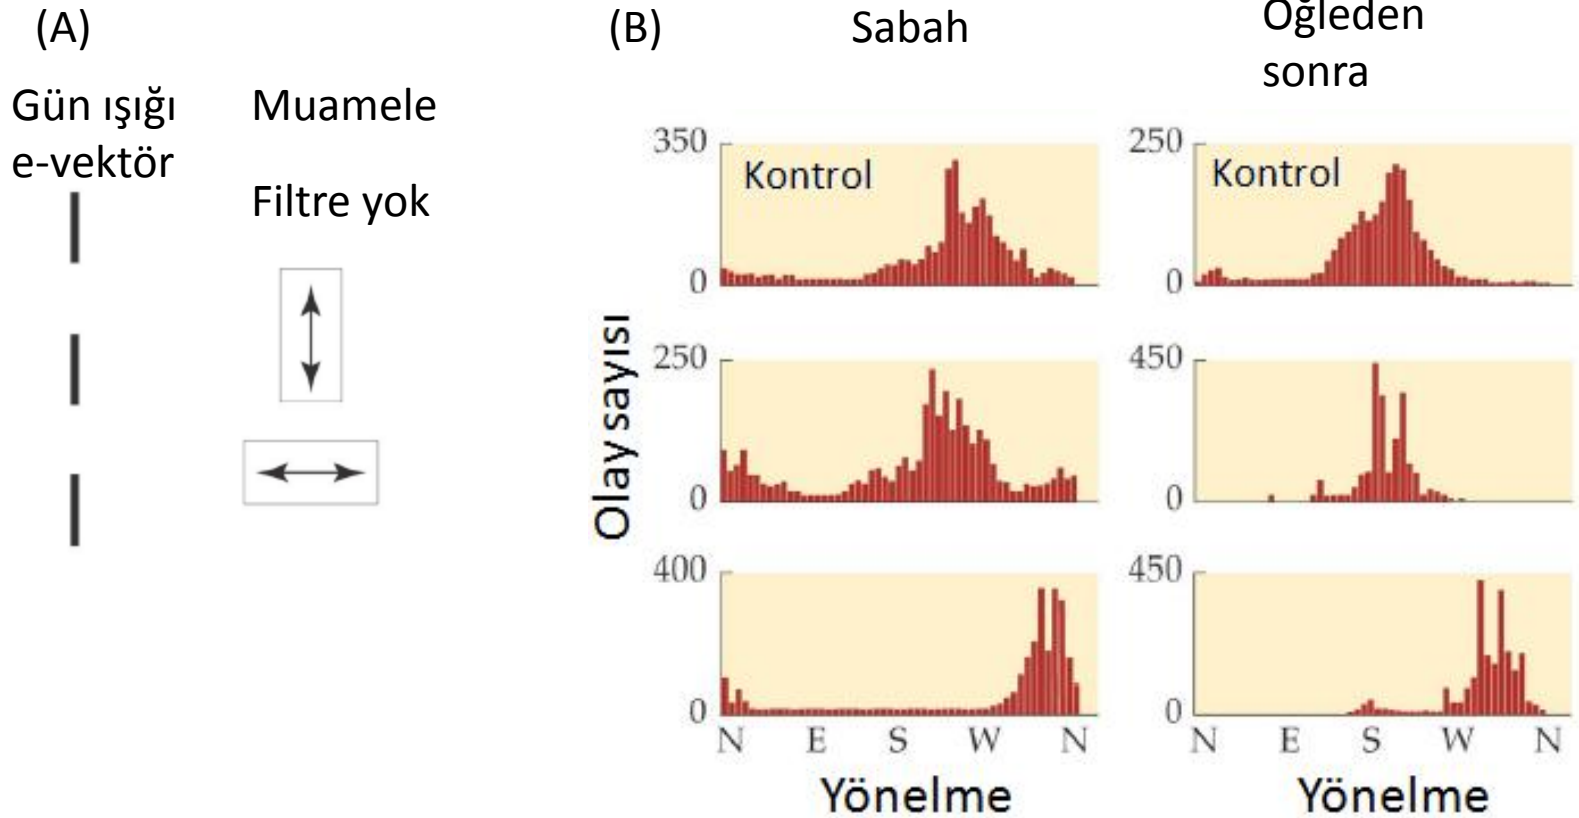 (A)
Gün ışığı
e-vektör
Muamele
Filtre yok
(B)
Sabah
Öğleden
sonra
Olay sayısı
350
Kontrol
0
250
Kontrol
0
250
0
450
0
400
0
N E S W N
Yönelme
450
0
N E S W N
Yönelme